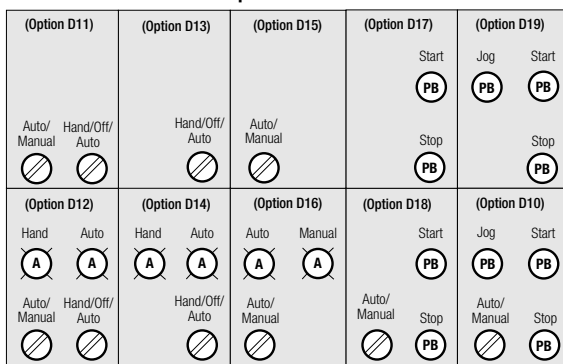 (Option D11) (Option D13) (Option D15) (Option D17) (Option D19)
Start Jog Start
PB PB PB
Auto/ Hand/Off/ Hand/Off/ Auto/
Manual Auto Auto Manual Stop Stop
PB PB
(Option D12) (Option D14) (Option D16) (Option D18) (Option D10)
Hand Auto Hand Auto Auto Manual Start Jog Start
A A A A A A PB PB PB
Auto/ Hand/Off/ Hand/Off/ Auto/ Auto/ Auto/
Manual Auto Auto Manual Manual Stop Manual Stop
PB PB